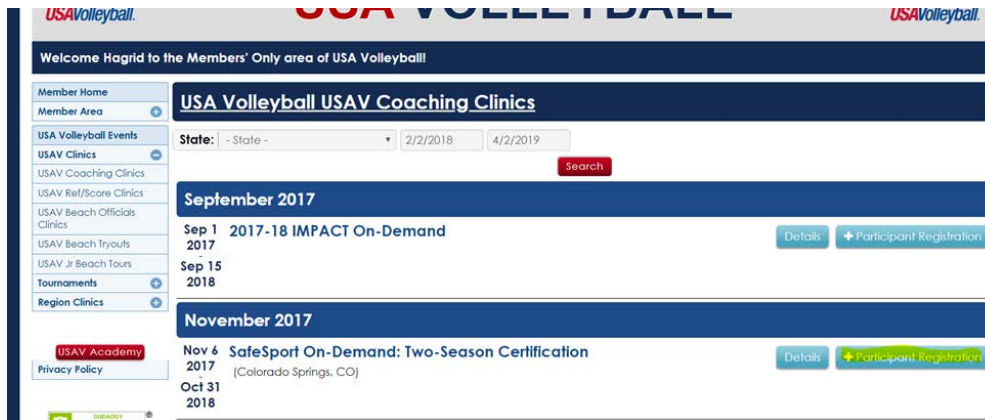 USAVolleyball.
USA VOLLEYBALL
USAVolleyball.
Welcome Hagrid to the Members' Only area of USA Volleyball!
Member Home
Member Area
USA Volleyball Events
USAV Clinics
USAV Coaching Clinics
USAV Ref/Score Clinics
USAV Beach Officials
Clinics
USAV Beach Tryouts
USAV Jr Beach Tours
Tournaments
Region Clinics
USAV Academy
Privacy Policy
GODADDY
®
USA Volleyball USAV Coaching Clinics
State: - State - 2/2/2018 4/2/2019
Search
September 2017
Sep 1 2017-18 IMPACT On-Demand Details + Participant Registration
2017
-
Sep 15
2018
November 2017
Nov 6 SafeSport On-Demand: Two-Season Certification Details + Participant Registration
2017 (Colorado Springs, CO)
-
Oct 31
2018